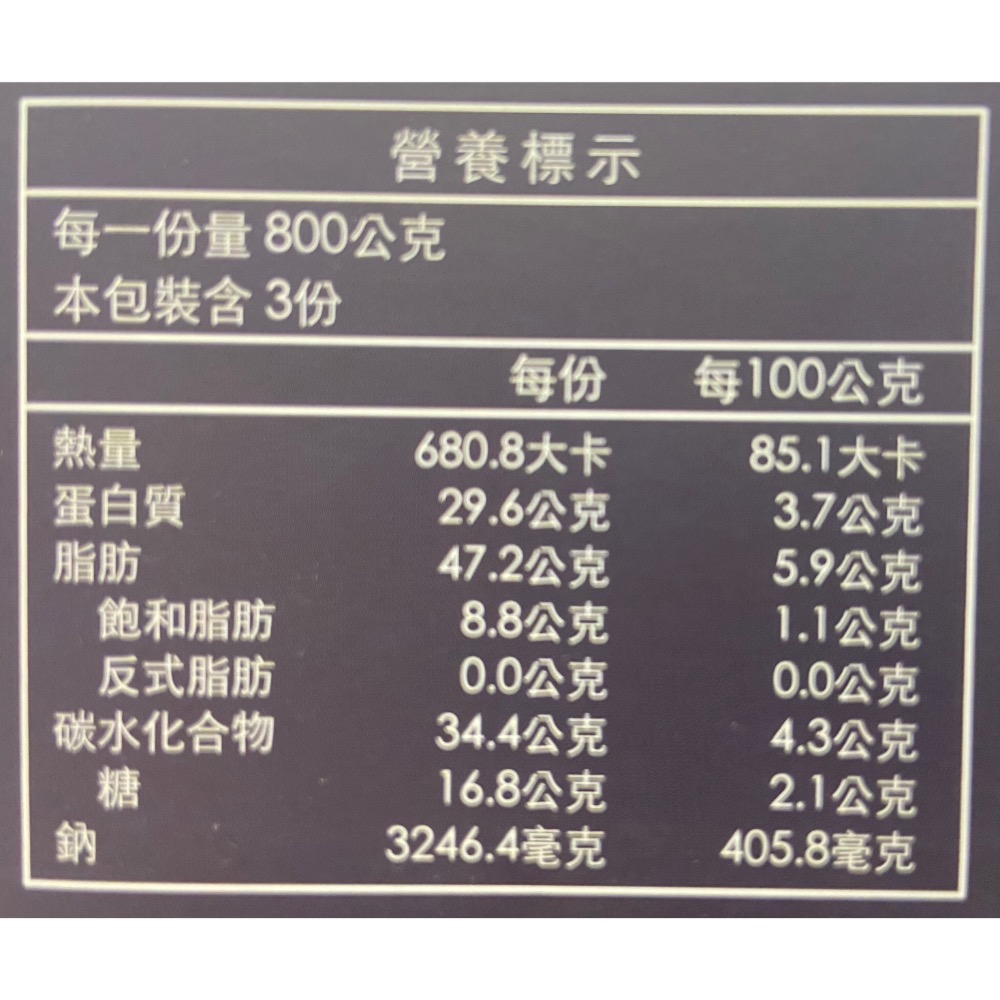 營養標示
每一份量 800公克
本包裝含 3份
每份 每100公克
熱量 680.8大卡 85.1大卡
蛋白質 29.6公克 3.7公克
脂肪 47.2公克 5.9公克
飽和脂肪 8.8公克 1.1公克
反式脂肪 0.0公克 0.0公克
碳水化合物 34.4公克 4.3公克
糖 16.8公克 2.1公克
鈉 3246.4毫克 405.8毫克